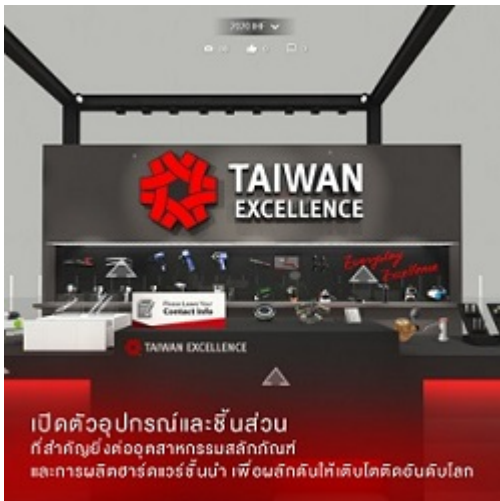 2020 IHF
TAIWAN
EXCELLENCE
Everyday
Excellence
Please Leave Your
Contact Info
TAIWAN EXCELLENCE
เปิดตัวอุปกรณ์และชิ้นส่วน
ที่สำคัญยิ่งต่ออุตสาหกรรมสลักภัณฑ์
และการผลิตฮาร์ดแวร์ชั้นนำ เพื่อผลักดันให้เติบโตติดอันดับโลก